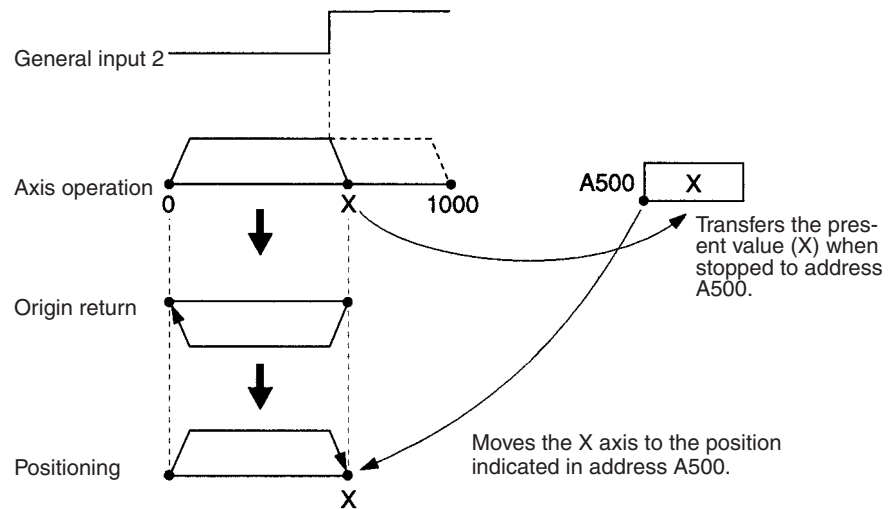 General input 2
Axis operation
0
X
1000
A500
X
Transfers the pres-
ent value (X) when
stopped to address
A500.
Origin return
Moves the X axis to the position
indicated in address A500.
Positioning
X